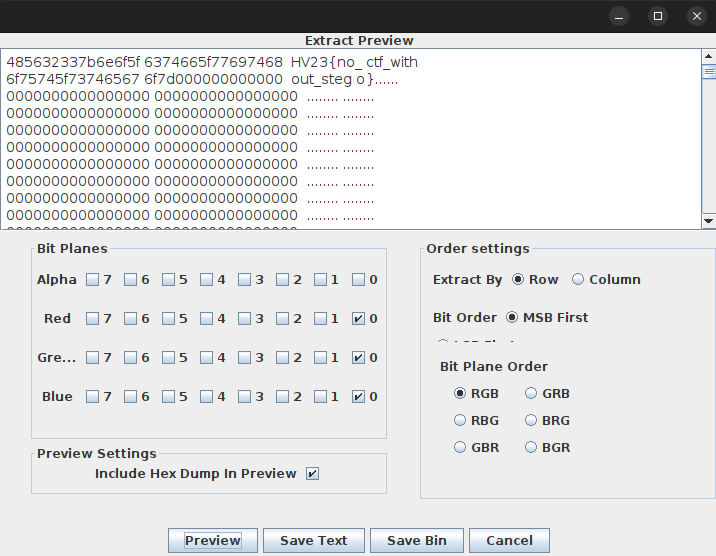 Extract Preview
485632337b6e6f5f 6374665f77697468 HV23{no_ ctf_with
6f75745f73746567 6f7d000000000000 out_steg o}......
0000000000000000 0000000000000000 ........ ........
0000000000000000 0000000000000000 ........ ........
0000000000000000 0000000000000000 ........ ........
0000000000000000 0000000000000000 ........ ........
0000000000000000 0000000000000000 ........ ........
0000000000000000 0000000000000000 ........ ........
0000000000000000 0000000000000000 ........ ........
0000000000000000 0000000000000000 ........ ........
Bit Planes
Alpha 7 6 5 4 3 2 1 0
Red 7 6 5 4 3 2 1 0
Gre... 7 6 5 4 3 2 1 0
Blue 7 6 5 4 3 2 1 0
Preview Settings
Include Hex Dump In Preview
Order settings
Extract By Row Column
Bit Order MSB First
Bit Plane Order
RGB GRB
RBG BRG
GBR BGR
Preview Save Text Save Bin Cancel